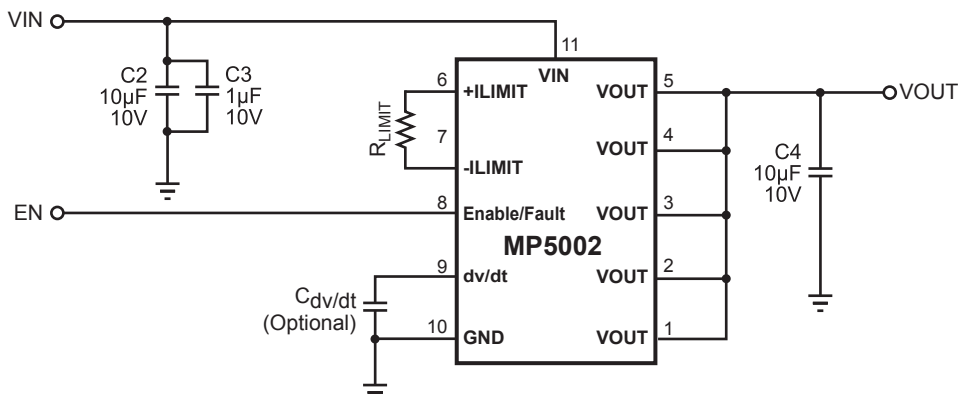 VIN
11
C2
10µF
10V
C3
1µF
10V
VIN
6
+ILIMIT
VOUT
5
VOUT
RLIMIT
7
-ILIMIT
VOUT
4
C4
10µF
10V
EN
8
Enable/Fault
VOUT
3
MP5002
9
dv/dt
VOUT
2
Cdv/dt
(Optional)
10
GND
VOUT
1